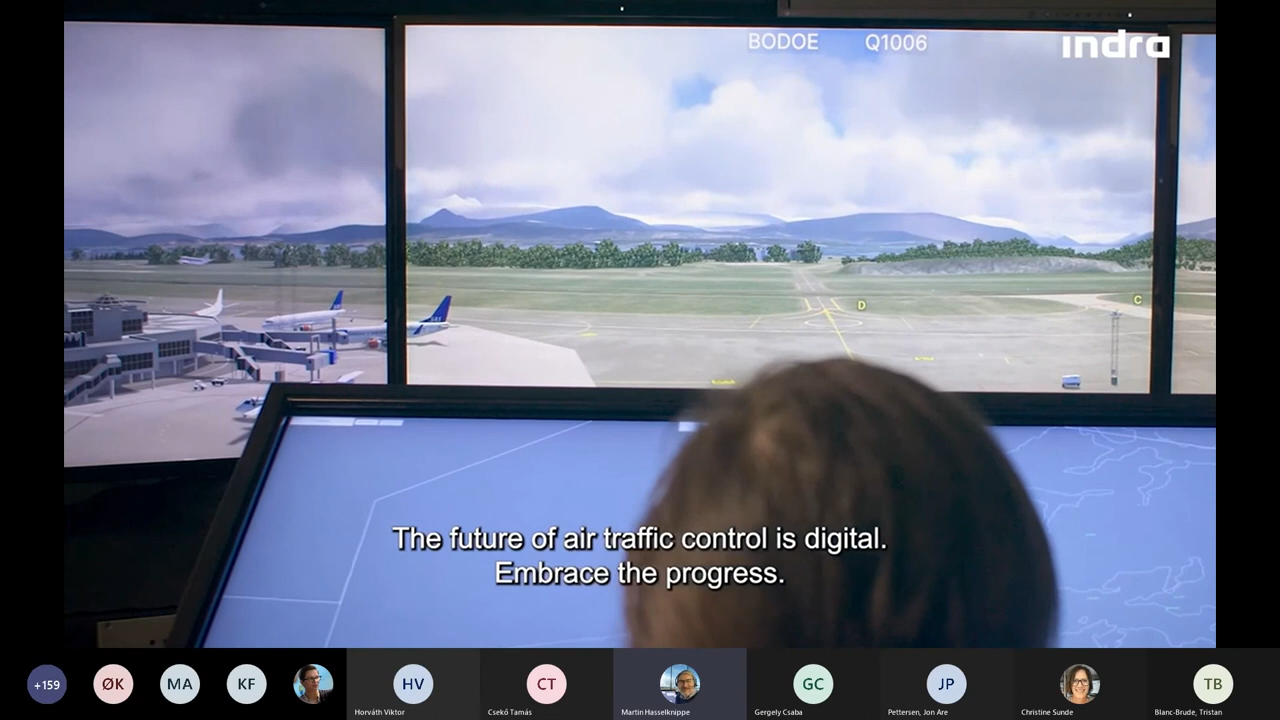 BODOE Q1006
indra
D
C
The future of air traffic control is digital.
Embrace the progress.
+159
ØK
MA
KF
HV
CT
GC
JP
TB
Horváth Viktor
Csekő Tamás
Martin Hasselknippe
Gergely Csaba
Pettersen, Jon Are
Christine Sunde
Blanc-Brude, Tristan